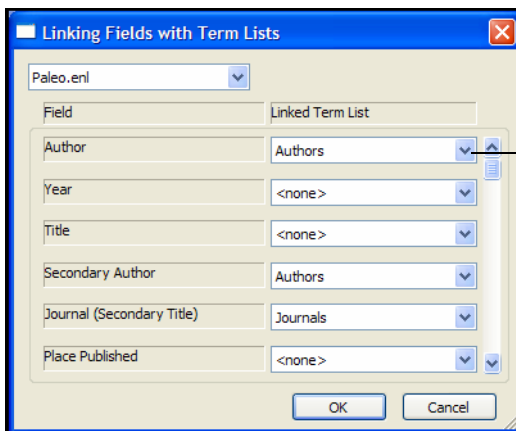 Linking Fields with Term Lists
Paleo.enl
Field Linked Term List
Author Authors
Year <none>
Title <none>
Secondary Author Authors
Journal (Secondary Title) Journals
Place Published <none>
OK Cancel